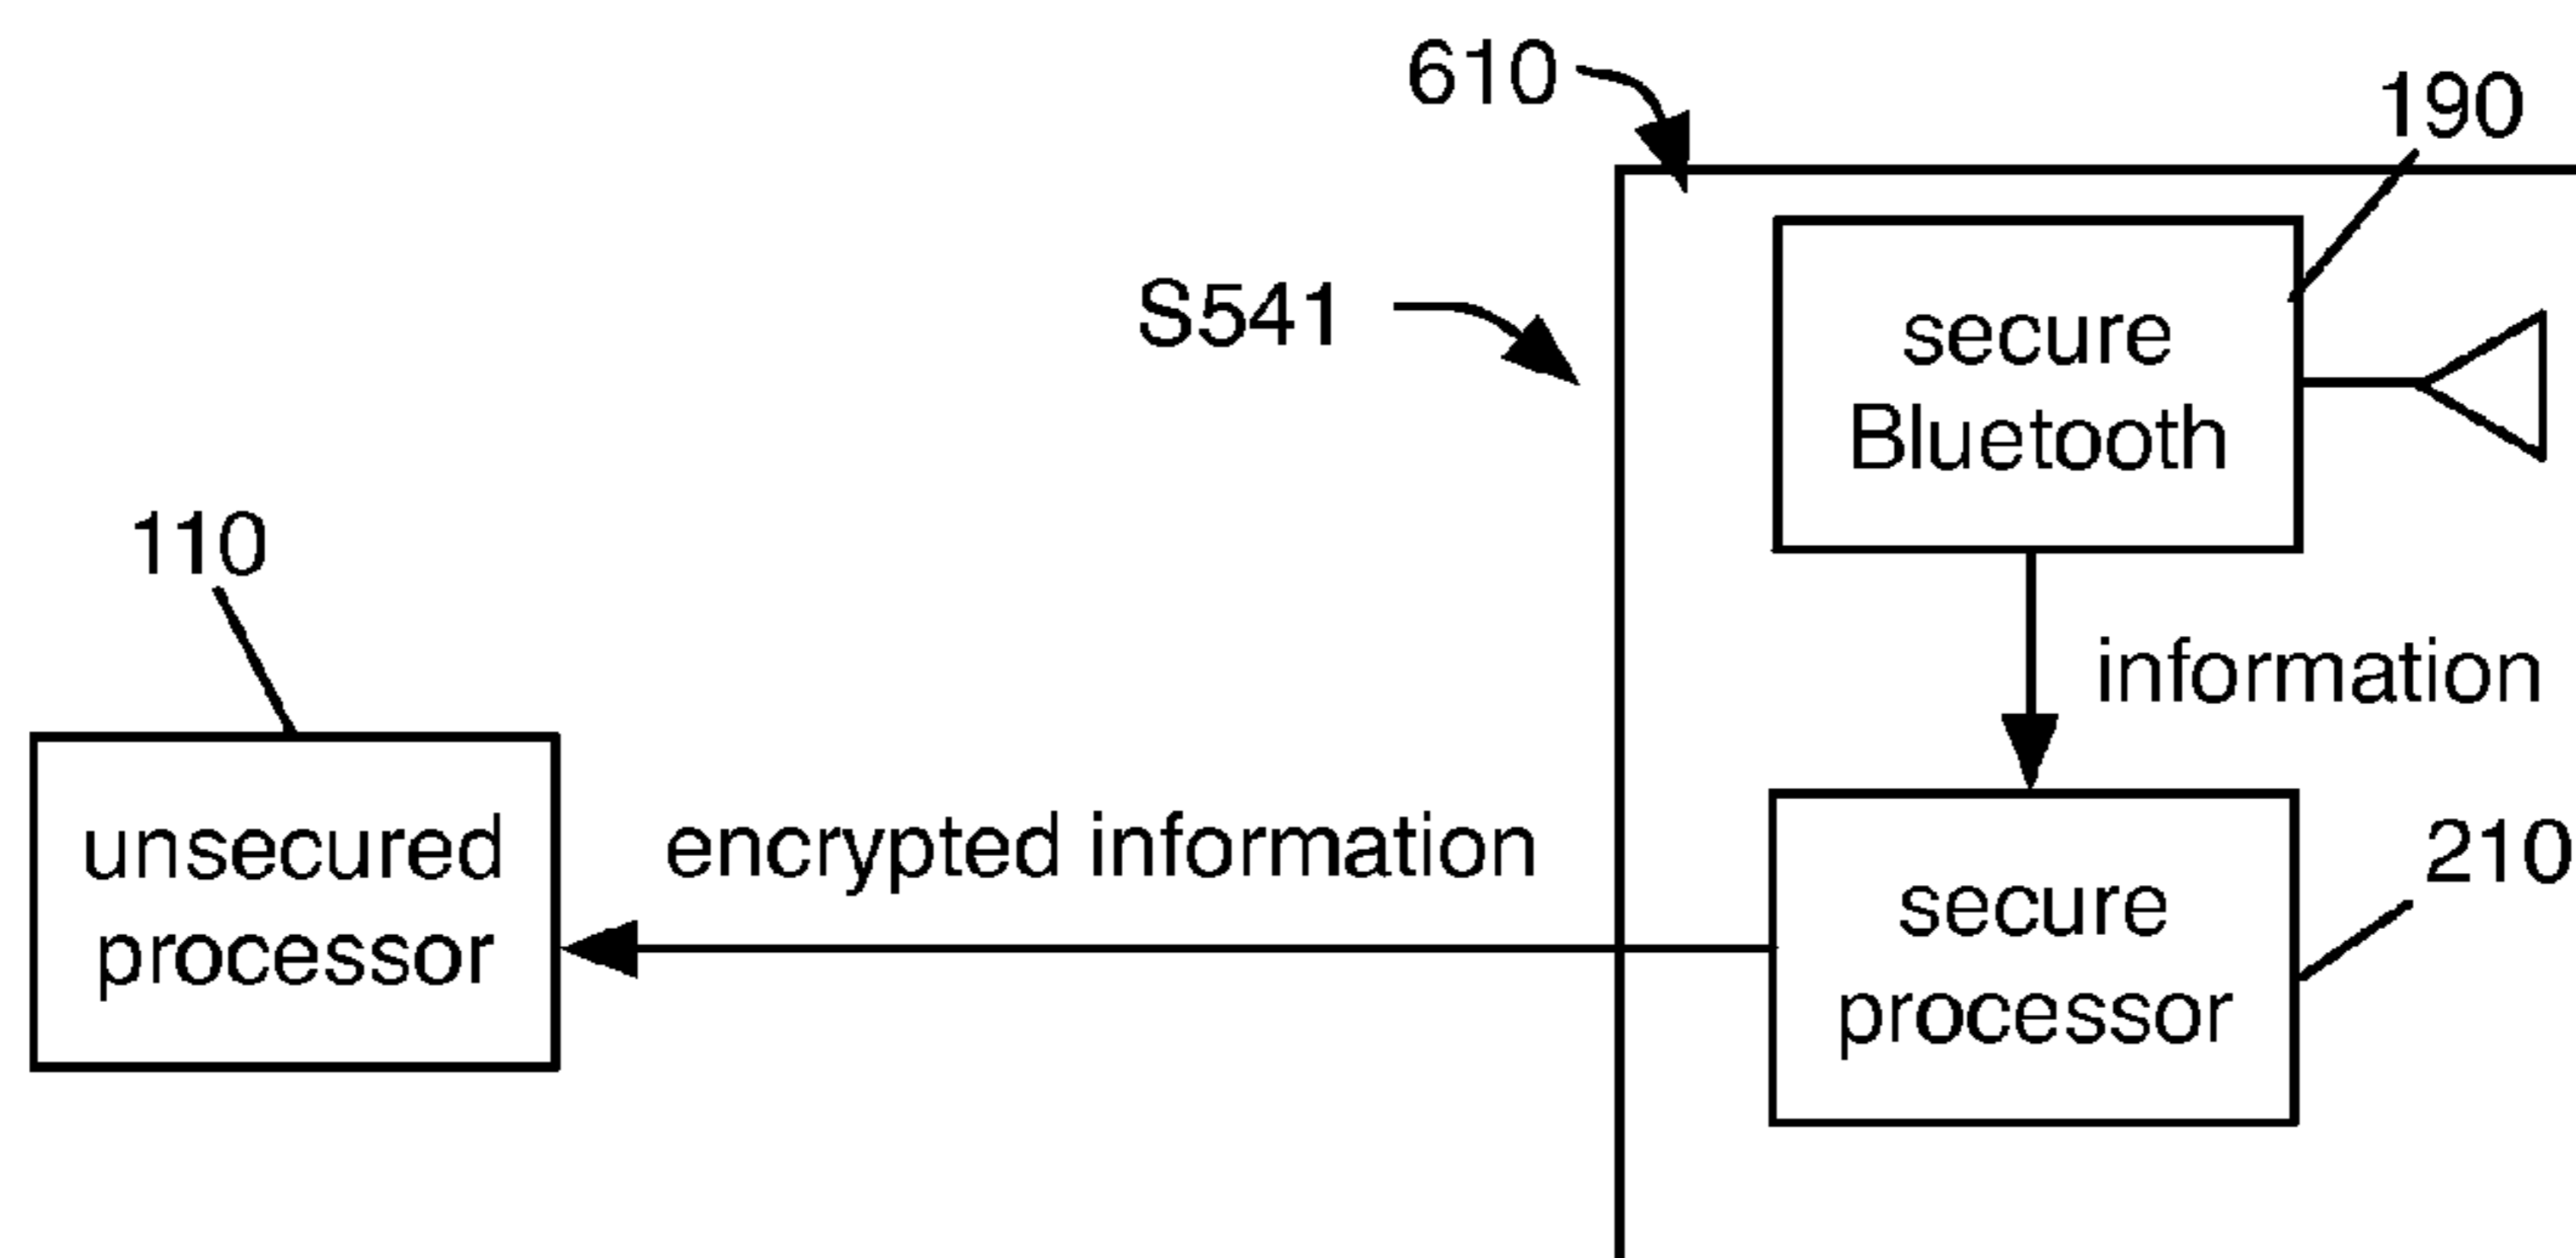 610
190
S541
secure
Bluetooth
110
information
unsecured
processor
encrypted information
210
secure
processor